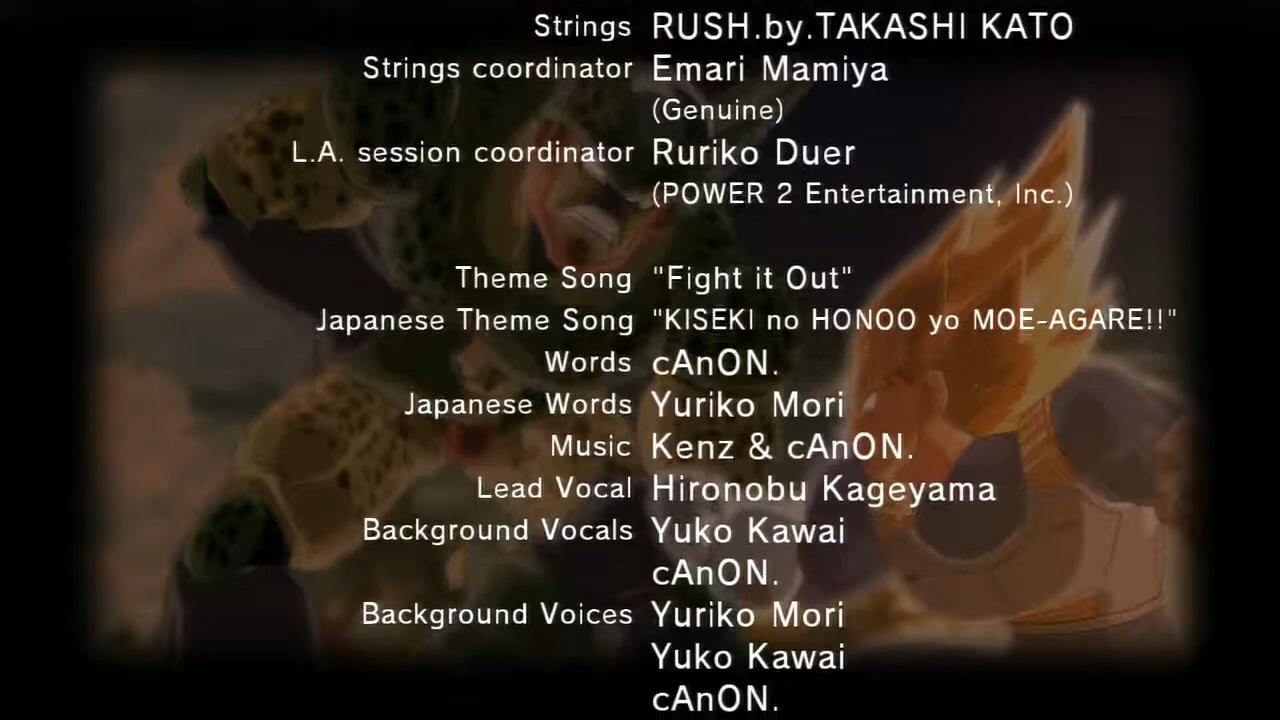 Strings RUSH.by.TAKASHI KATO
Strings coordinator Emari Mamiya
(Genuine)
L.A. session coordinator Ruriko Duer
(POWER 2 Entertainment, Inc.)
Theme Song "Fight it Out"
Japanese Theme Song "KISEKI no HONOO yo MOE-AGARE!!"
Words cAnON.
Japanese Words Yuriko Mori
Music Kenz & cAnON.
Lead Vocal Hironobu Kageyama
Background Vocals Yuko Kawai
cAnON.
Background Voices Yuriko Mori
Yuko Kawai
cAnON.